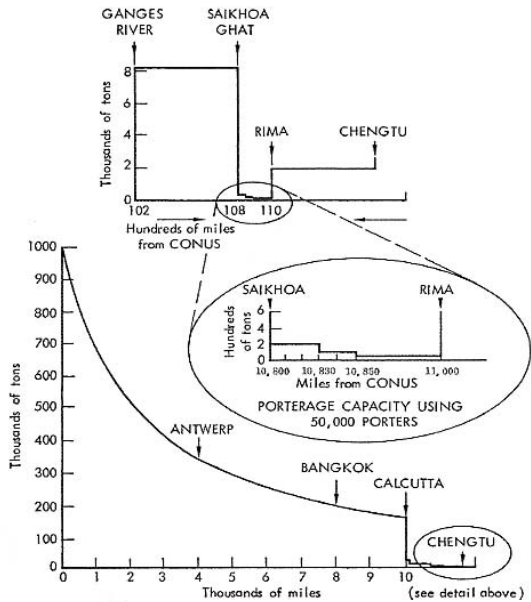 GANGES
RIVER
SAIKHOA
GHAT
RIMA
CHENGTU
Thousands of tons
8
6
4
2
0
102
108
110
Hundreds of miles
from CONUS
SAIKHOA
RIMA
Hundreds
of tons
6
4
2
0
10,800
10,830
10,850
11,000
Miles from CONUS
PORTERAGE CAPACITY USING
50,000 PORTERS
Thousands of tons
1000
900
800
700
600
500
400
300
200
100
0
ANTWERP
BANGKOK
CALCUTTA
CHENGTU
0 1 2 3 4 5 6 7 8 9 10
(see detail above)
Thousands of miles